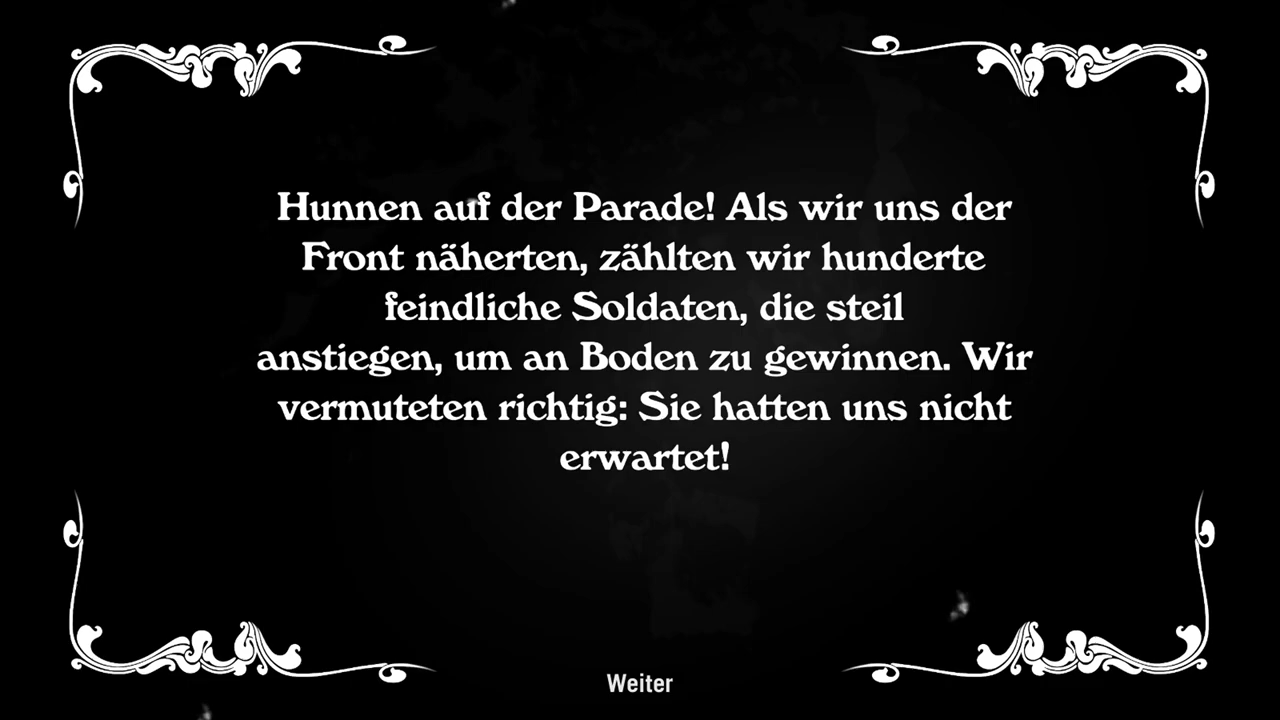 Hunnen auf der Parade! Als wir uns der
Front näherten, zählten wir hunderte
feindliche Soldaten, die steil
anstiegen, um an Boden zu gewinnen. Wir
vermuteten richtig: Sie hatten uns nicht
erwartet!
Weiter